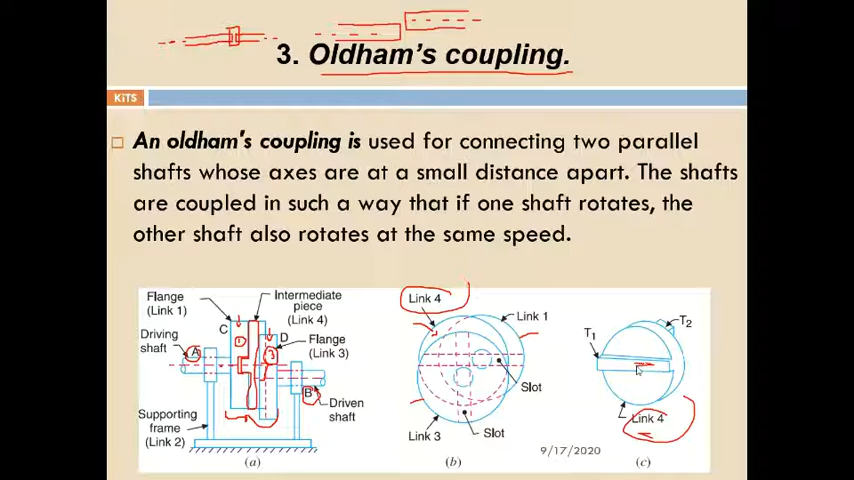 3. Oldham's coupling.
KiTS
An oldham's coupling is used for connecting two parallel
shafts whose axes are at a small distance apart. The shafts
are coupled in such a way that if one shaft rotates, the
other shaft also rotates at the same speed.
Flange
(Link 1)
Intermediate
piece
(Link 4)
C
D
Flange
(Link 3)
Driving
shaft
A
1
3
B
Driven
shaft
Supporting
frame
(Link 2)
(a)
Link 4
Link 1
Slot
Slot
Link 3
(b)
9/17/2020
T1
T2
Link 4
(c)